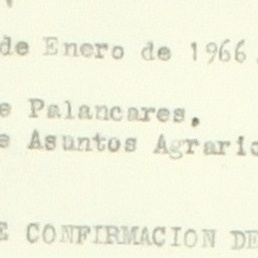 de Enero de 1966.
e Palancares.
e Asuntos Agrario
E CONFIRMACION DE